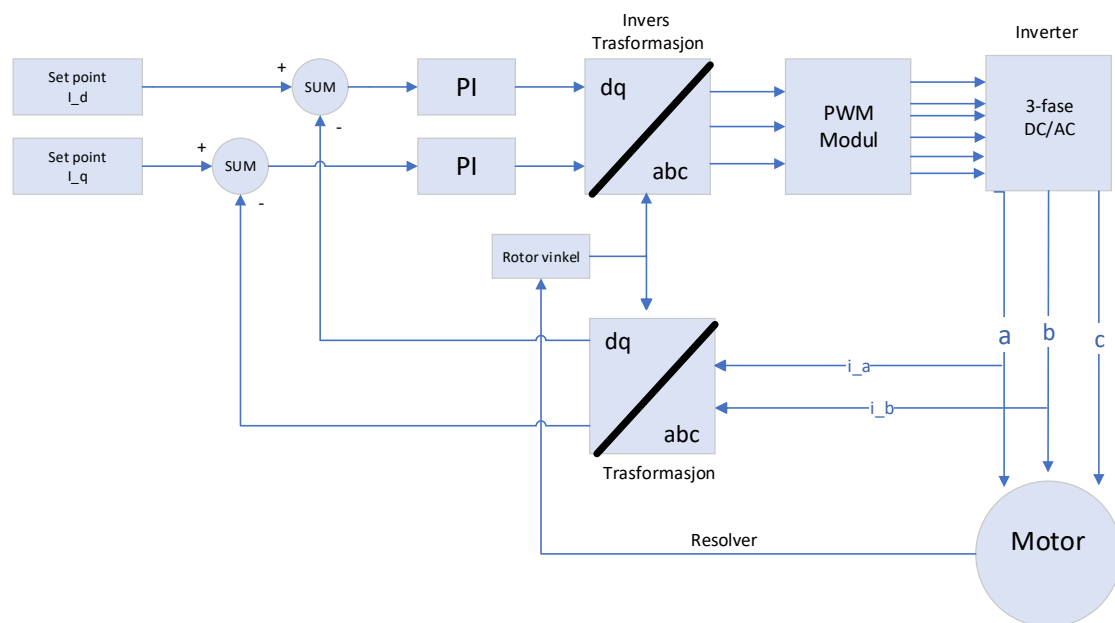 Invers
Trasformasjon
Inverter
Set point
I_d
+
SUM
-
PI
dq
abc
PWM
Modul
3-fase
DC/AC
Set point
I_q
+
SUM
-
PI
Rotor vinkel
dq
abc
Trasformasjon
i_a
i_b
a
b
c
Resolver
Motor